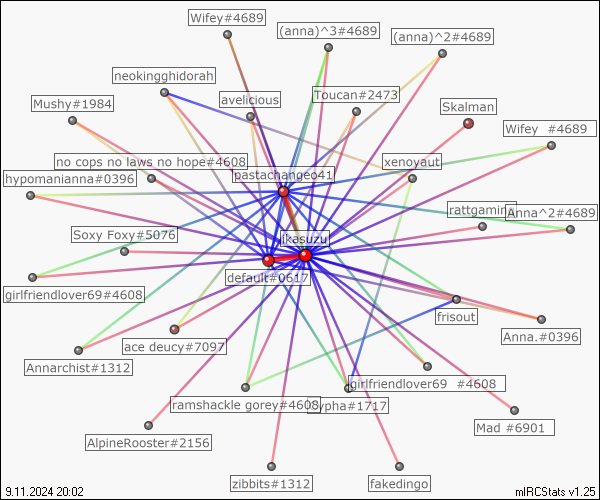 Wifey#4689
(anna)^3#4689
(anna)^2#4689
neokingghidorah
Toucan#2473
Mushy#1984
avelicious
Skalman
Wifey #4689
no cops no laws no hope#4608
xenoyaut
hypomanianna#0396
pastachangeo41
Anna^2#4689
Soxy Foxy#5076
ikasuzu
default#0617
girlfriendlover69#4608
frisout
Anna.#0396
ace deucy#7097
Annarchist#1312
girlfriendlover69 #4608
ramshackle gorey#4608
Mad #6901
AlpineRooster#2156
zibbits#1312
fakedingo
9.11.2024 20:02
mIRCStats v1.25